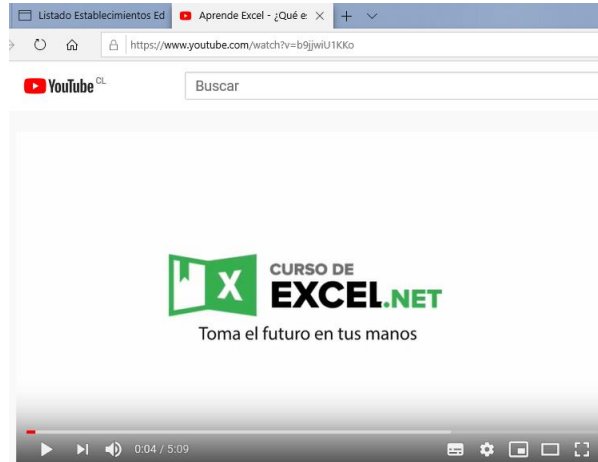 Listado Establecimientos Ed
Aprende Excel - ¿Qué e
https://www.youtube.com/watch?v=b9jjwiU1KKo
YouTube CL
Buscar
X
CURSO DE
EXCEL.NET
Toma el futuro en tus manos
0:04 / 5:09